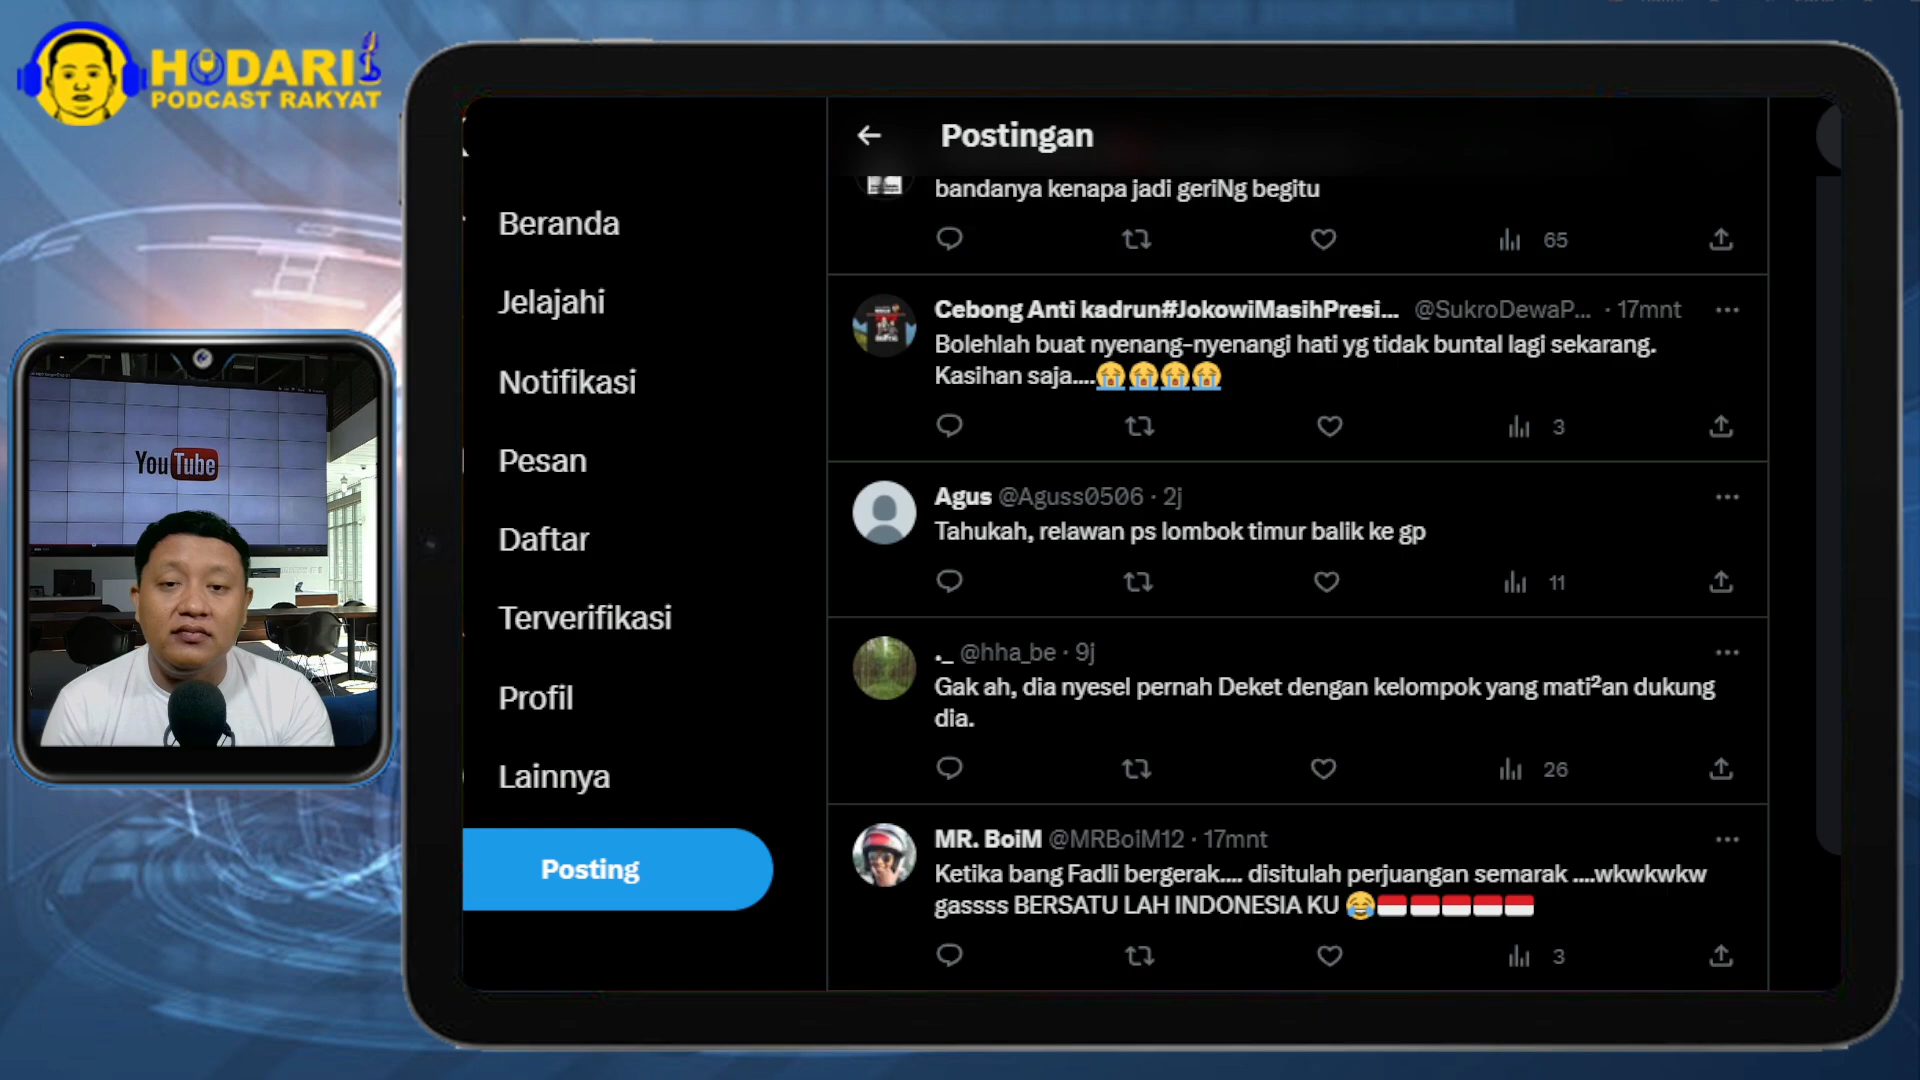 HODARI
PODCAST RAKYAT
YouTube
Beranda
Jelajahi
Notifikasi
Pesan
Daftar
Terverifikasi
Profil
Lainnya
Posting
Postingan
bandanya kenapa jadi geriNg begitu
65
Cebong Anti kadrun#JokowiMasihPresi... @SukroDewaP... · 17mnt
Bolehlah buat nyenang-nyenangi hati yg tidak buntal lagi sekarang.
Kasihan saja....😭😭😭😭
3
Agus @Aguss0506 · 2j
Tahukah, relawan ps lombok timur balik ke gp
11
._ @hha_be · 9j
Gak ah, dia nyesel pernah Deket dengan kelompok yang mati²an dukung
dia.
26
MR. BoiM @MRBoiM12 · 17mnt
Ketika bang Fadli bergerak.... disitulah perjuangan semarak ....wkwkwkw
gassss BERSATU LAH INDONESIA KU 😂🇮🇩🇮🇩🇮🇩🇮🇩🇮🇩
3